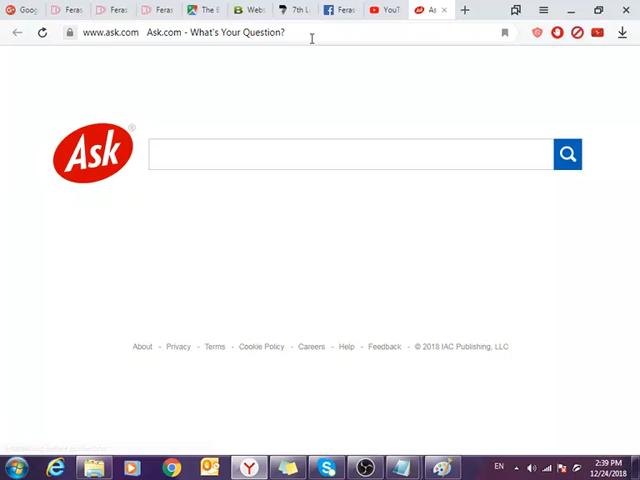 Goog
Feras
Feras
Feras
The B
Webs
7th L
Feras
YouT
As
www.ask.com Ask.com - What's Your Question?
Ask
®
About - Privacy - Terms - Cookie Policy - Careers - Help - Feedback - © 2018 IAC Publishing, LLC
EN
2:39 PM
12/24/2018